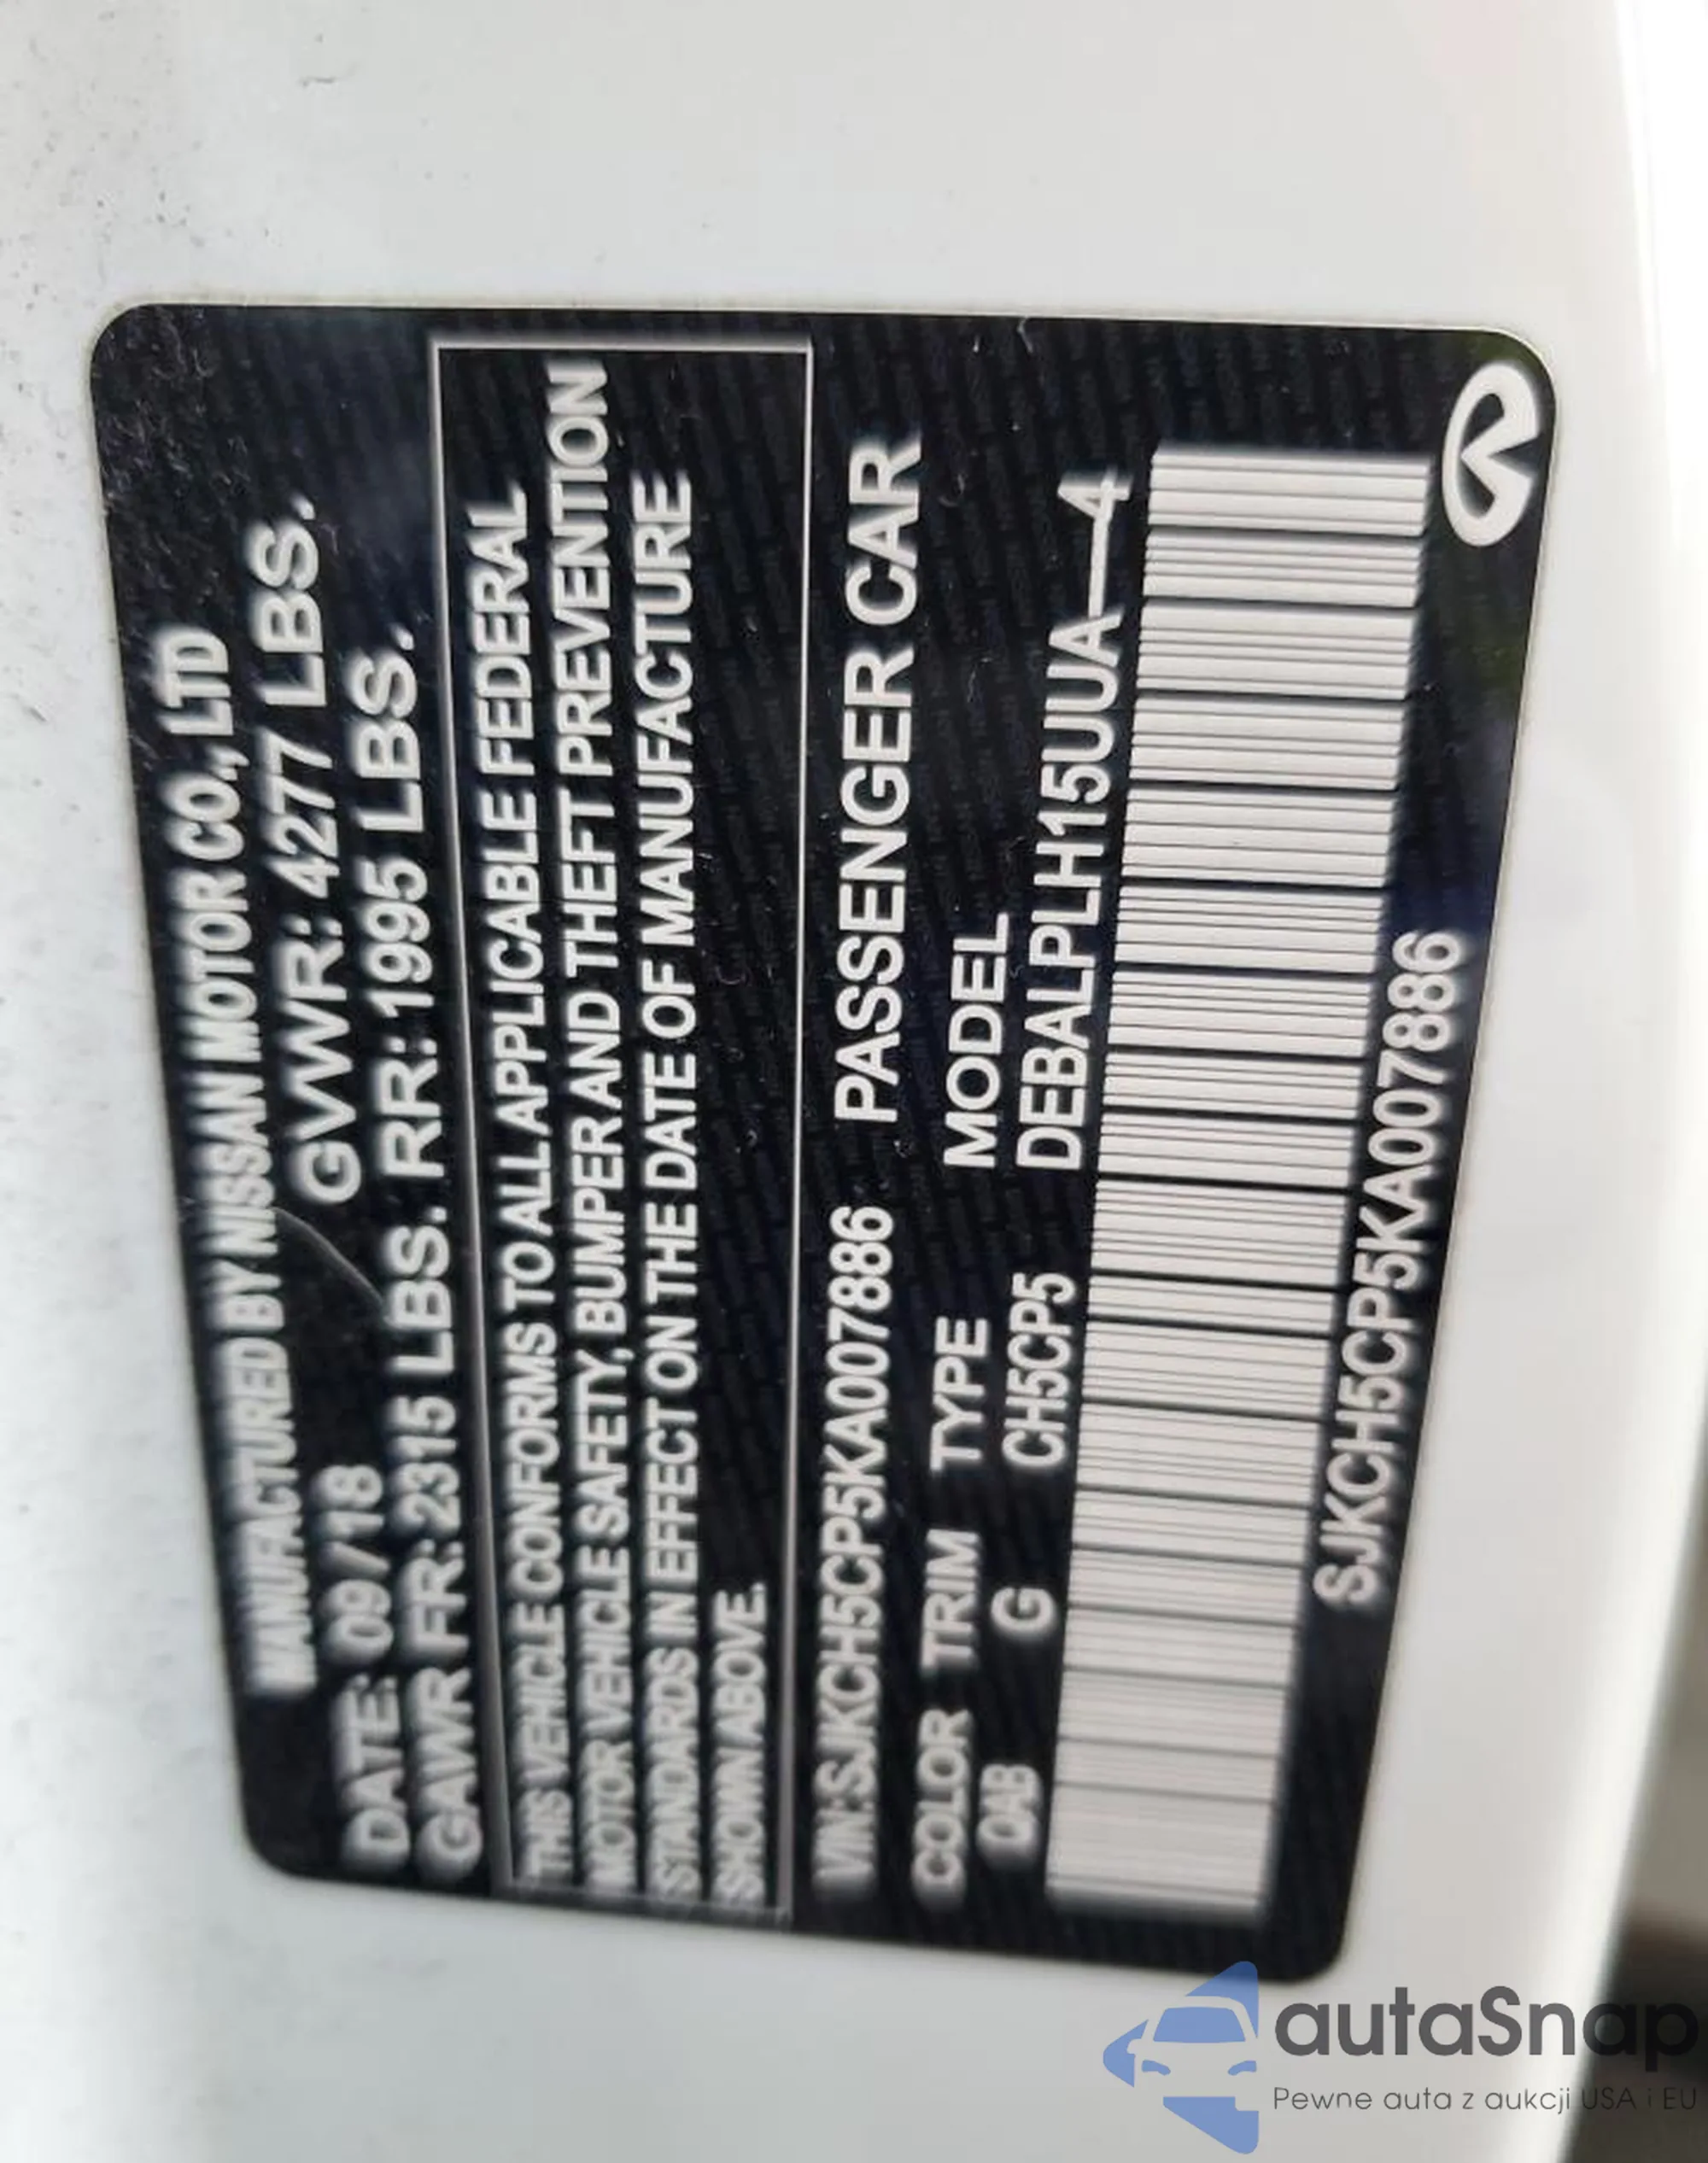 MANUFACTURED BY NISSAN MOTOR CO., LTD
DATE: 09 / 18 GVWR: 4277 LBS.
GAWR FR: 2315 LBS. RR: 1995 LBS.
THIS VEHICLE CONFORMS TO ALL APPLICABLE FEDERAL
MOTOR VEHICLE SAFETY, BUMPER AND THEFT PREVENTION
STANDARDS IN EFFECT ON THE DATE OF MANUFACTURE
SHOWN ABOVE.
VIN:SJKCH5CP5KA007886 PASSENGER CAR
COLOR TRIM TYPE MODEL
QAB G CH5CP5 DEBALPLH15UUA—4
SJKCH5CP5KA007886
autaSnap
Pewne auta z aukcji USA i EU